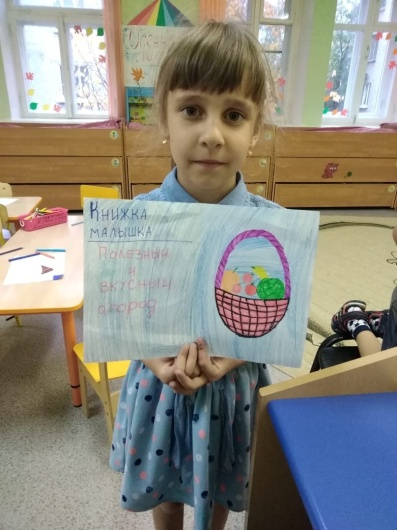 Книжка
малышка
Полезный
и
вкусный
огород